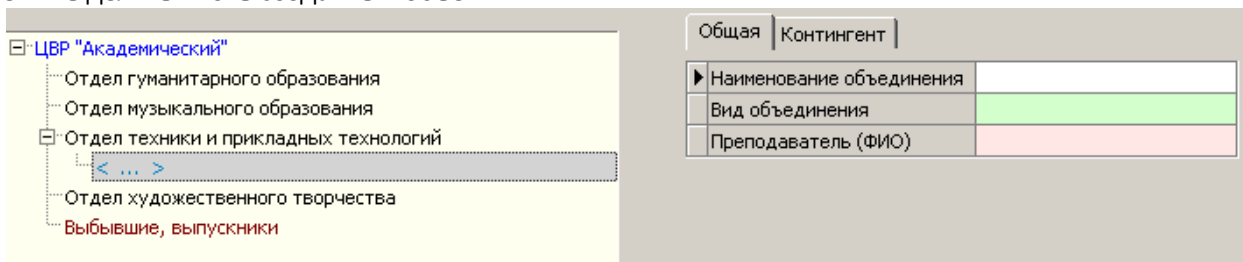 ЦВР "Академический"
Отдел гуманитарного образования
Отдел музыкального образования
Отдел техники и прикладных технологий
< ... >
Отдел художественного творчества
Выбывшие, выпускники
Общая
Контингент
Наименование объединения
Вид объединения
Преподаватель (ФИО)